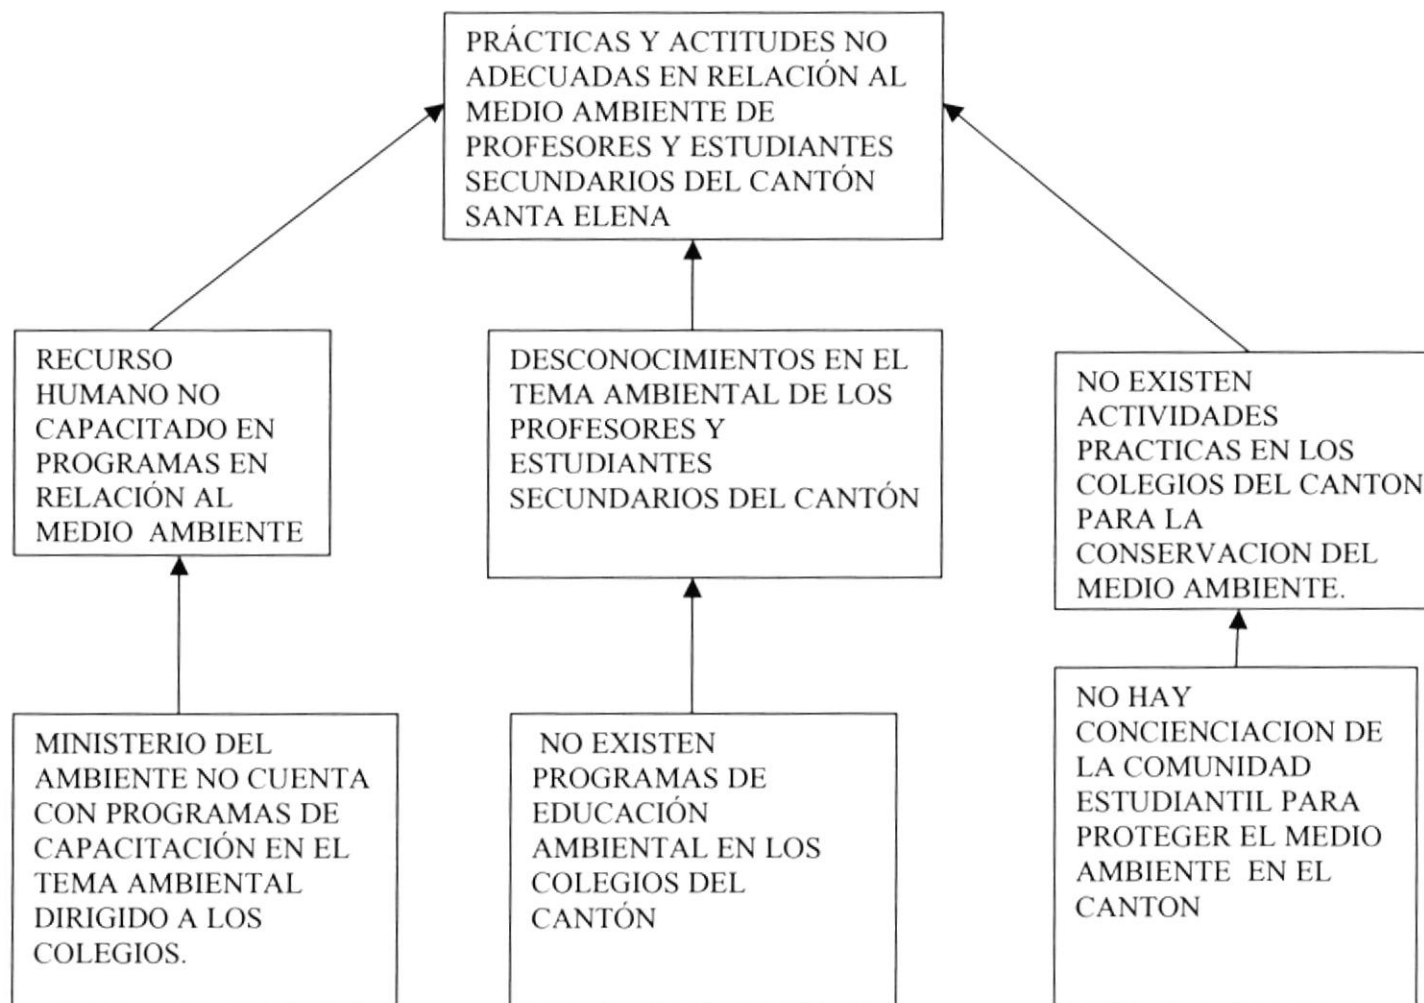 PRÁCTICAS Y ACTITUDES NO
ADECUADAS EN RELACIÓN AL
MEDIO AMBIENTE DE
PROFESORES Y ESTUDIANTES
SECUNDARIOS DEL CANTÓN
SANTA ELENA
RECURSO
HUMANO NO
CAPACITADO EN
PROGRAMAS EN
RELACIÓN AL
MEDIO AMBIENTE
DESCONOCIMIENTOS EN EL
TEMA AMBIENTAL DE LOS
PROFESORES Y
ESTUDIANTES
SECUNDARIOS DEL CANTÓN
NO EXISTEN
ACTIVIDADES
PRACTICAS EN LOS
COLEGIOS DEL CANTON
PARA LA
CONSERVACION DEL
MEDIO AMBIENTE.
MINISTERIO DEL
AMBIENTE NO CUENTA
CON PROGRAMAS DE
CAPACITACIÓN EN EL
TEMA AMBIENTAL
DIRIGIDO A LOS
COLEGIOS.
NO EXISTEN
PROGRAMAS DE
EDUCACIÓN
AMBIENTAL EN LOS
COLEGIOS DEL
CANTÓN
NO HAY
CONCIENCIACION DE
LA COMUNIDAD
ESTUDIANTIL PARA
PROTEGER EL MEDIO
AMBIENTE EN EL
CANTON